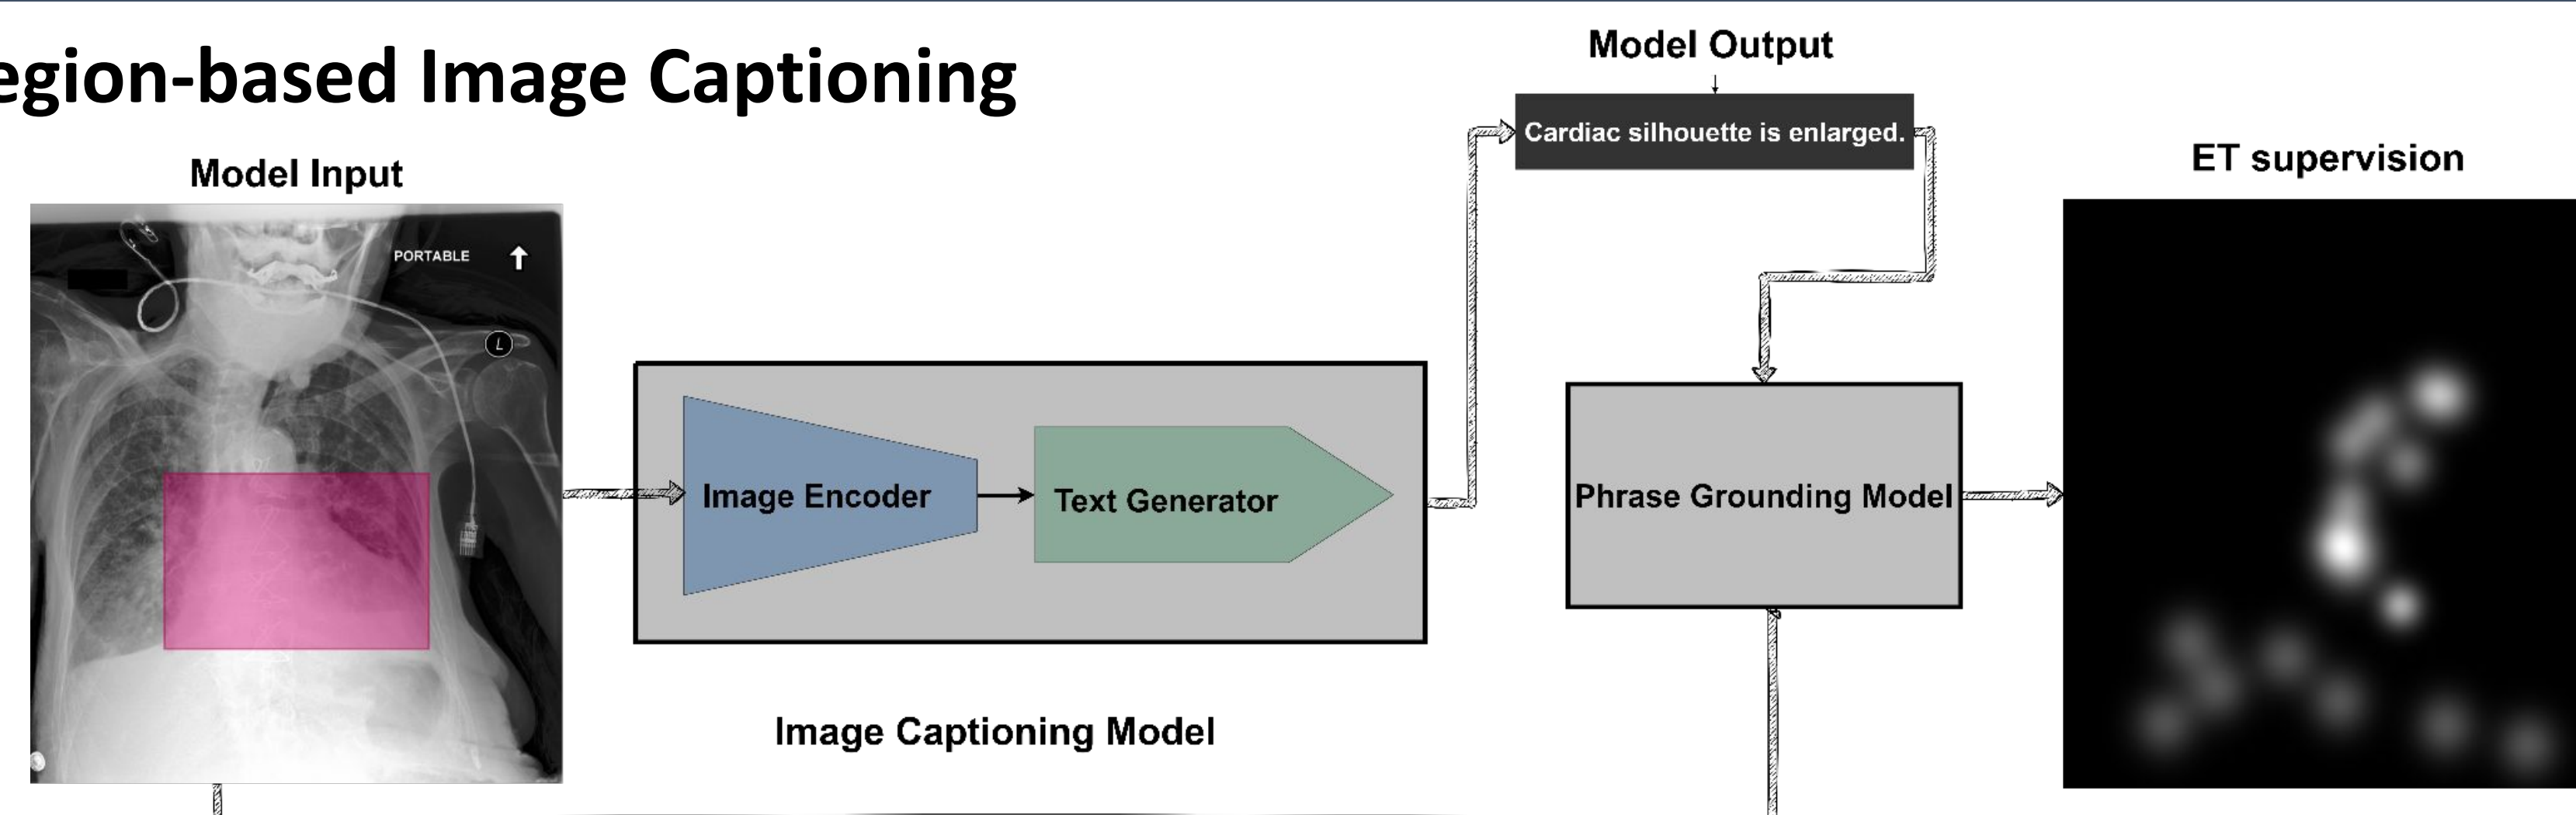 egion-based Image Captioning
Model Output
Cardiac silhouette is enlarged.
Model Input
ET supervision
PORTABLE
L
Image Encoder
Text Generator
Phrase Grounding Model
Image Captioning Model